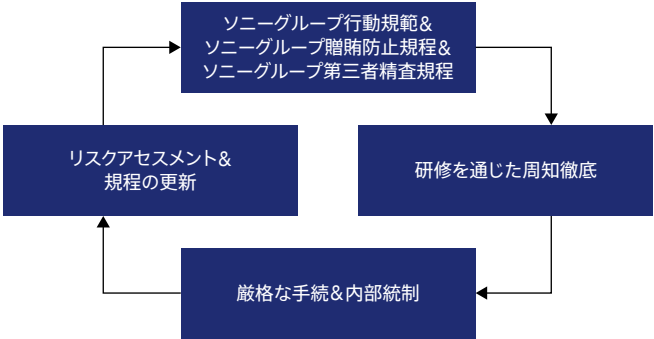 ソニーグループ行動規範&
ソニーグループ贈賄防止規程&
ソニーグループ第三者精査規程
研修を通じた周知徹底
厳格な手続&内部統制
リスクアセスメント&
規程の更新